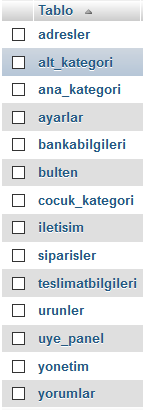 Tablo
adresler
alt_kategori
ana_kategori
ayarlar
bankabilgileri
bulten
cocuk_kategori
iletisim
siparisler
teslimatbilgileri
urunler
uye_panel
yonetim
yorumlar